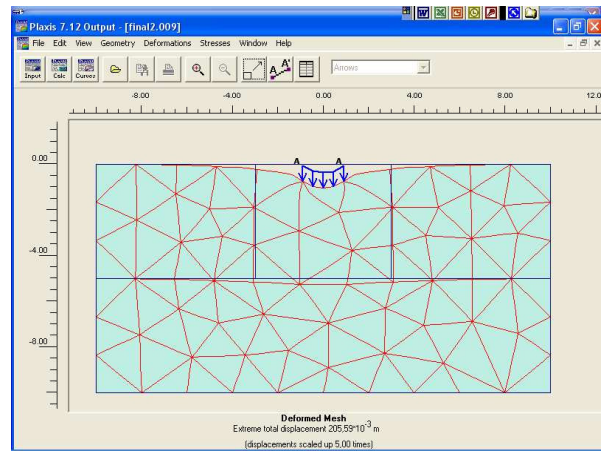 Plaxis 7.12 Output - [final2.009]
File Edit View Geometry Deformations Stresses Window Help
Input Calc Curves Arrows
-8.00 -4.00 0.00 4.00 8.00 12.0
0.00
-4.00
-8.00
A A
Deformed Mesh
Extreme total displacement 205,59*10-3 m
(displacements scaled up 5,00 times)